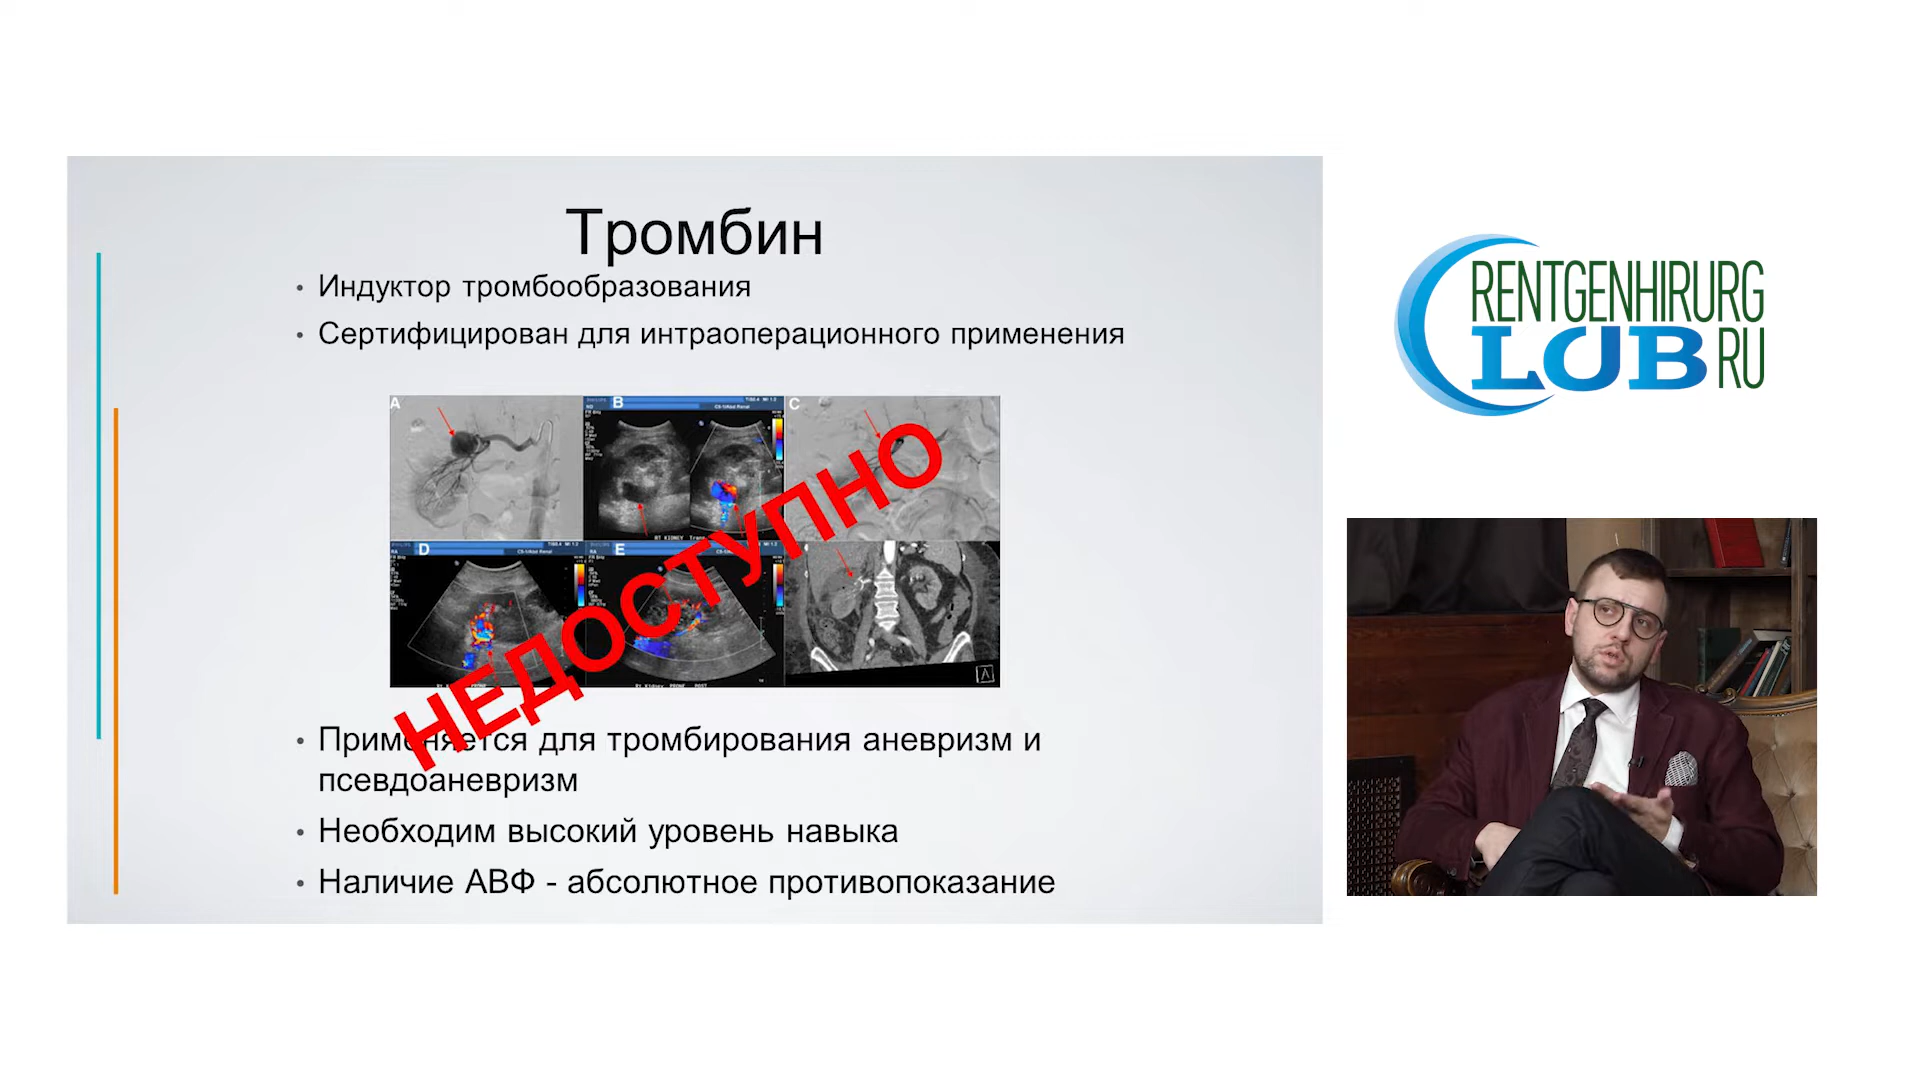 Тромбин
• Индуктор тромбообразования
• Сертифицирован для интраоперационного применения
A
B
C
D
E
НЕДОСТУПНО
• Применяется для тромбирования аневризм и
псевдоаневризм
• Необходим высокий уровень навыка
• Наличие АВФ - абсолютное противопоказание
RENTGENHIRURG
CLUB RU